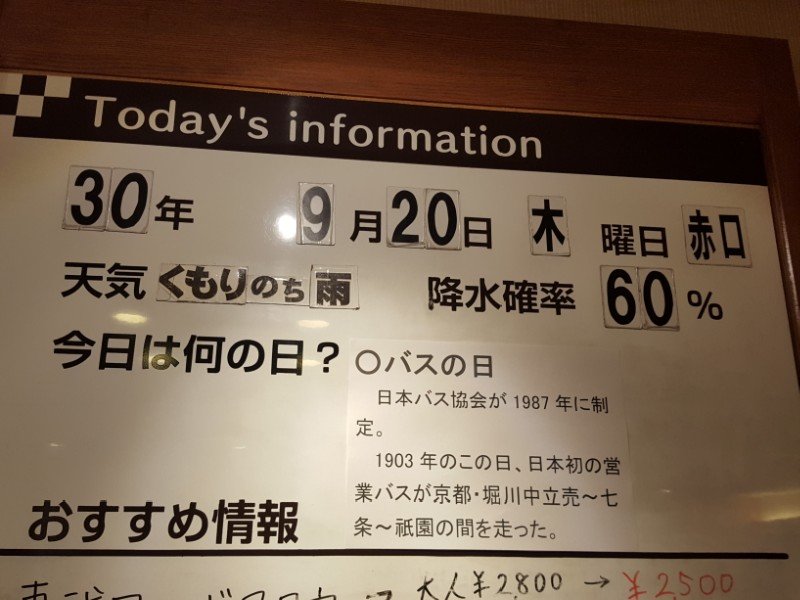 Today's information
30年 9月20日 木曜日 赤口
天気 くもりのち雨 降水確率 60%
今日は何の日？ 〇バスの日
日本バス協会が 1987 年に制
定。
1903 年のこの日、日本初の営
業バスが京都・堀川中立売～七
条～祇園の間を走った。
おすすめ情報
大人¥2,800 → ¥2500